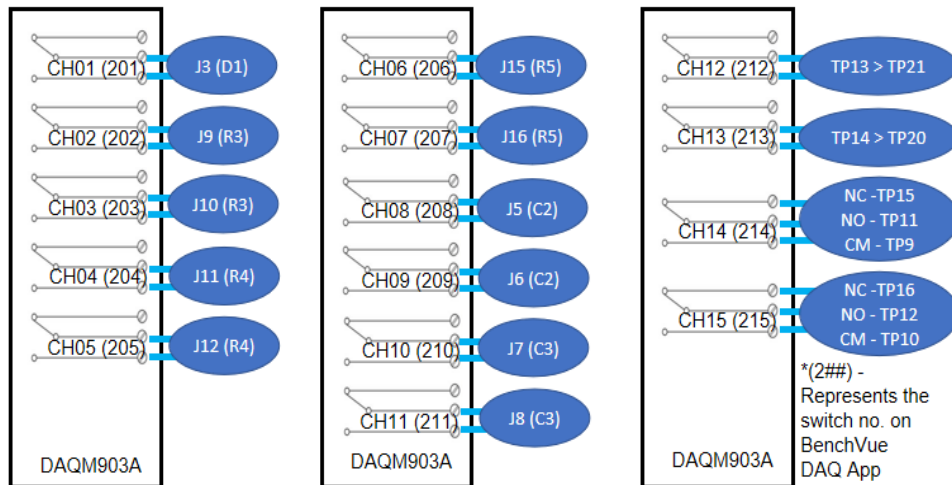 CH01 (201)
J3 (D1)
CH02 (202)
J9 (R3)
CH03 (203)
J10 (R3)
CH04 (204)
J11 (R4)
CH05 (205)
J12 (R4)
DAQM903A
CH06 (206)
J15 (R5)
CH07 (207)
J16 (R5)
CH08 (208)
J5 (C2)
CH09 (209)
J6 (C2)
CH10 (210)
J7 (C3)
CH11 (211)
J8 (C3)
DAQM903A
CH12 (212)
TP13 > TP21
CH13 (213)
TP14 > TP20
CH14 (214)
NC -TP15
NO - TP11
CM - TP9
CH15 (215)
NC -TP16
NO - TP12
CM - TP10
DAQM903A
*(2##) -
Represents the
switch no. on
BenchVue
DAQ App